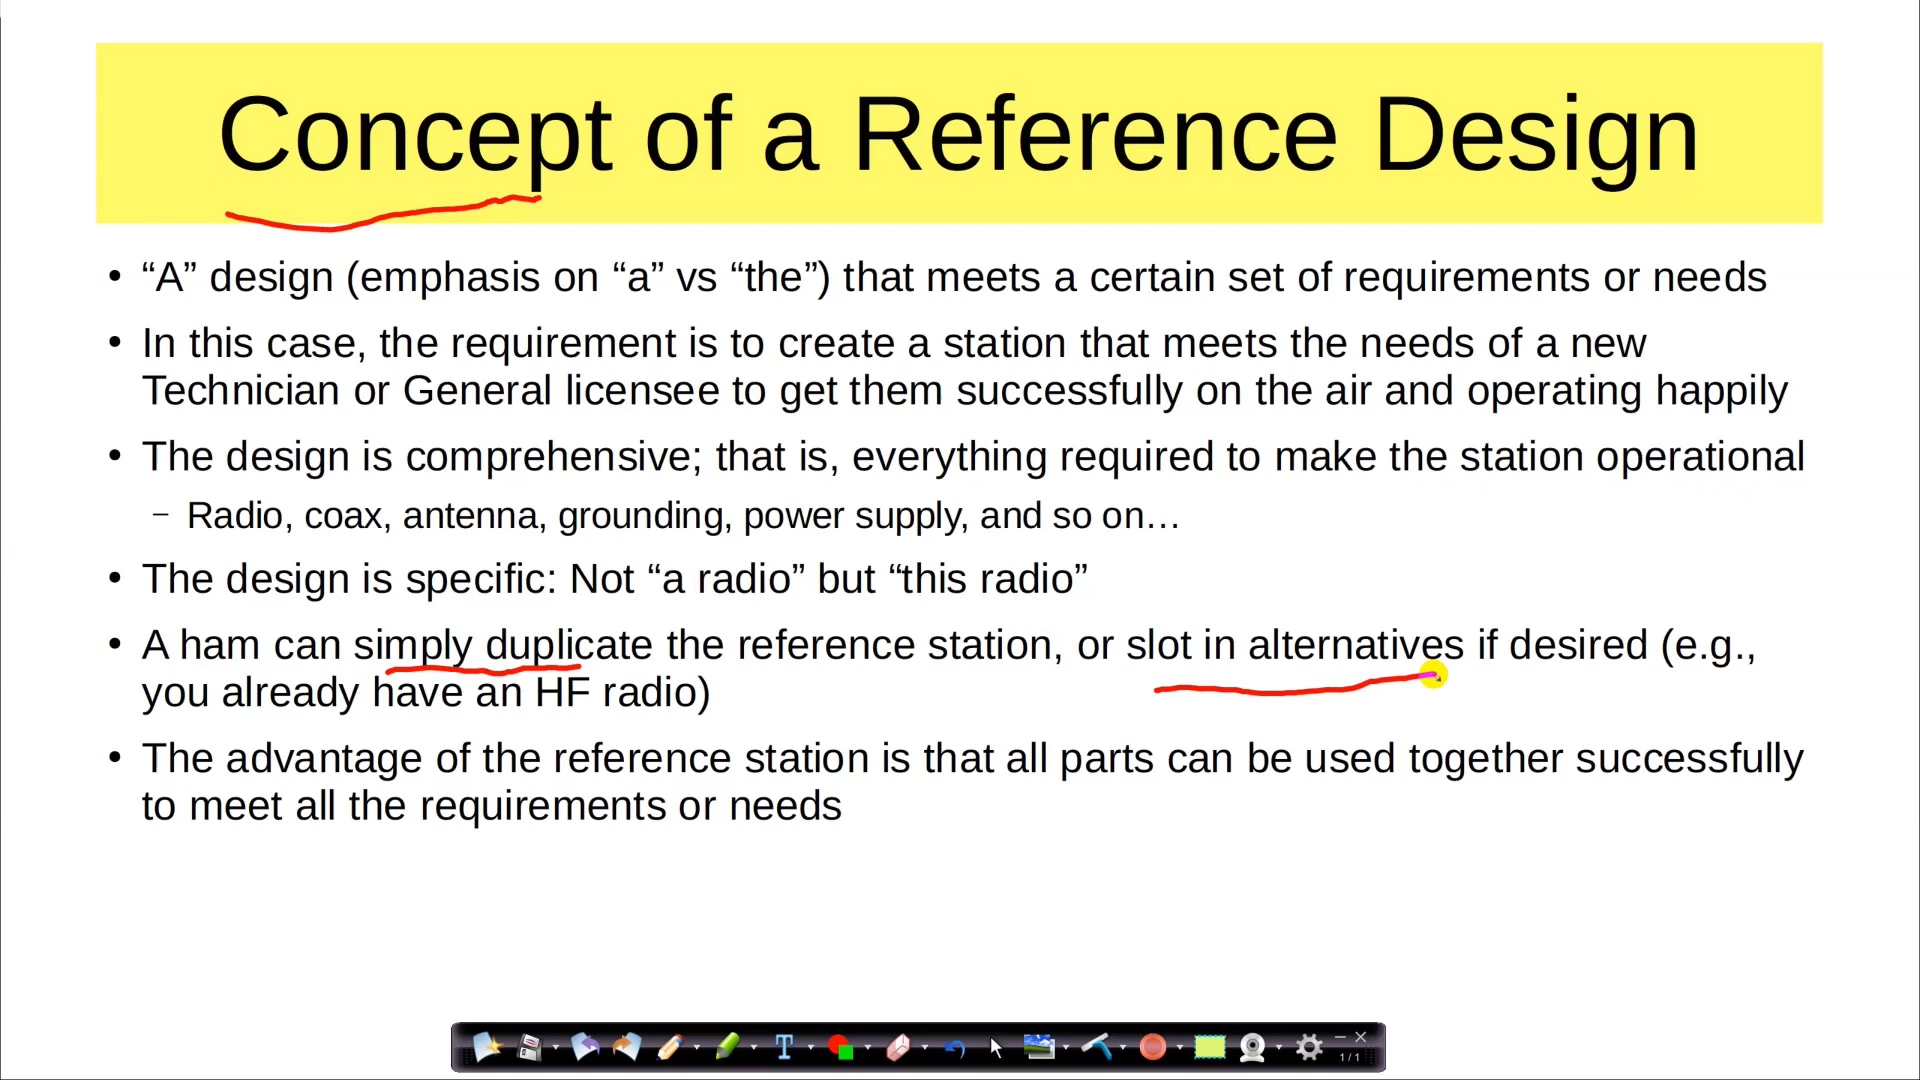 Concept of a Reference Design
• “A” design (emphasis on “a” vs “the”) that meets a certain set of requirements or needs
• In this case, the requirement is to create a station that meets the needs of a new
Technician or General licensee to get them successfully on the air and operating happily
• The design is comprehensive; that is, everything required to make the station operational
– Radio, coax, antenna, grounding, power supply, and so on…
• The design is specific: Not “a radio” but “this radio”
• A ham can simply duplicate the reference station, or slot in alternatives if desired (e.g.,
you already have an HF radio)
• The advantage of the reference station is that all parts can be used together successfully
to meet all the requirements or needs
T
1/1